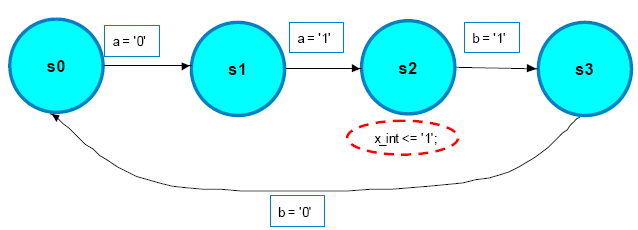 a = '0'
a = '1'
b = '1'
s0
s1
s2
s3
x_int <= '1';
b = '0'